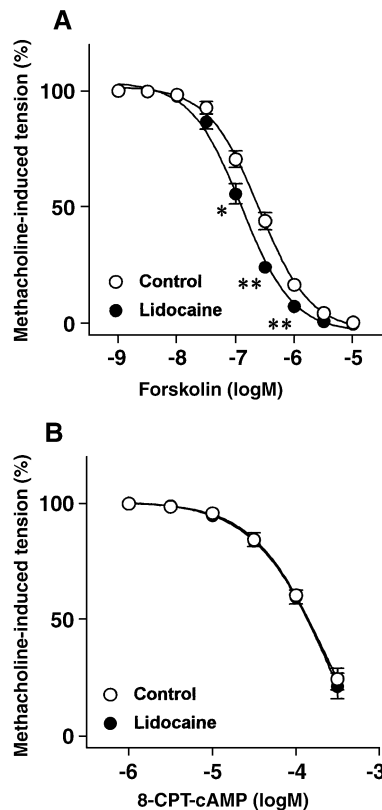 A
Methacholine-induced tension (%)
100
50
0
*
**
**
Control
Lidocaine
-9 -8 -7 -6 -5
Forskolin (logM)
B
Methacholine-induced tension (%)
100
50
0
Control
Lidocaine
-6 -5 -4 -3
8-CPT-cAMP (logM)